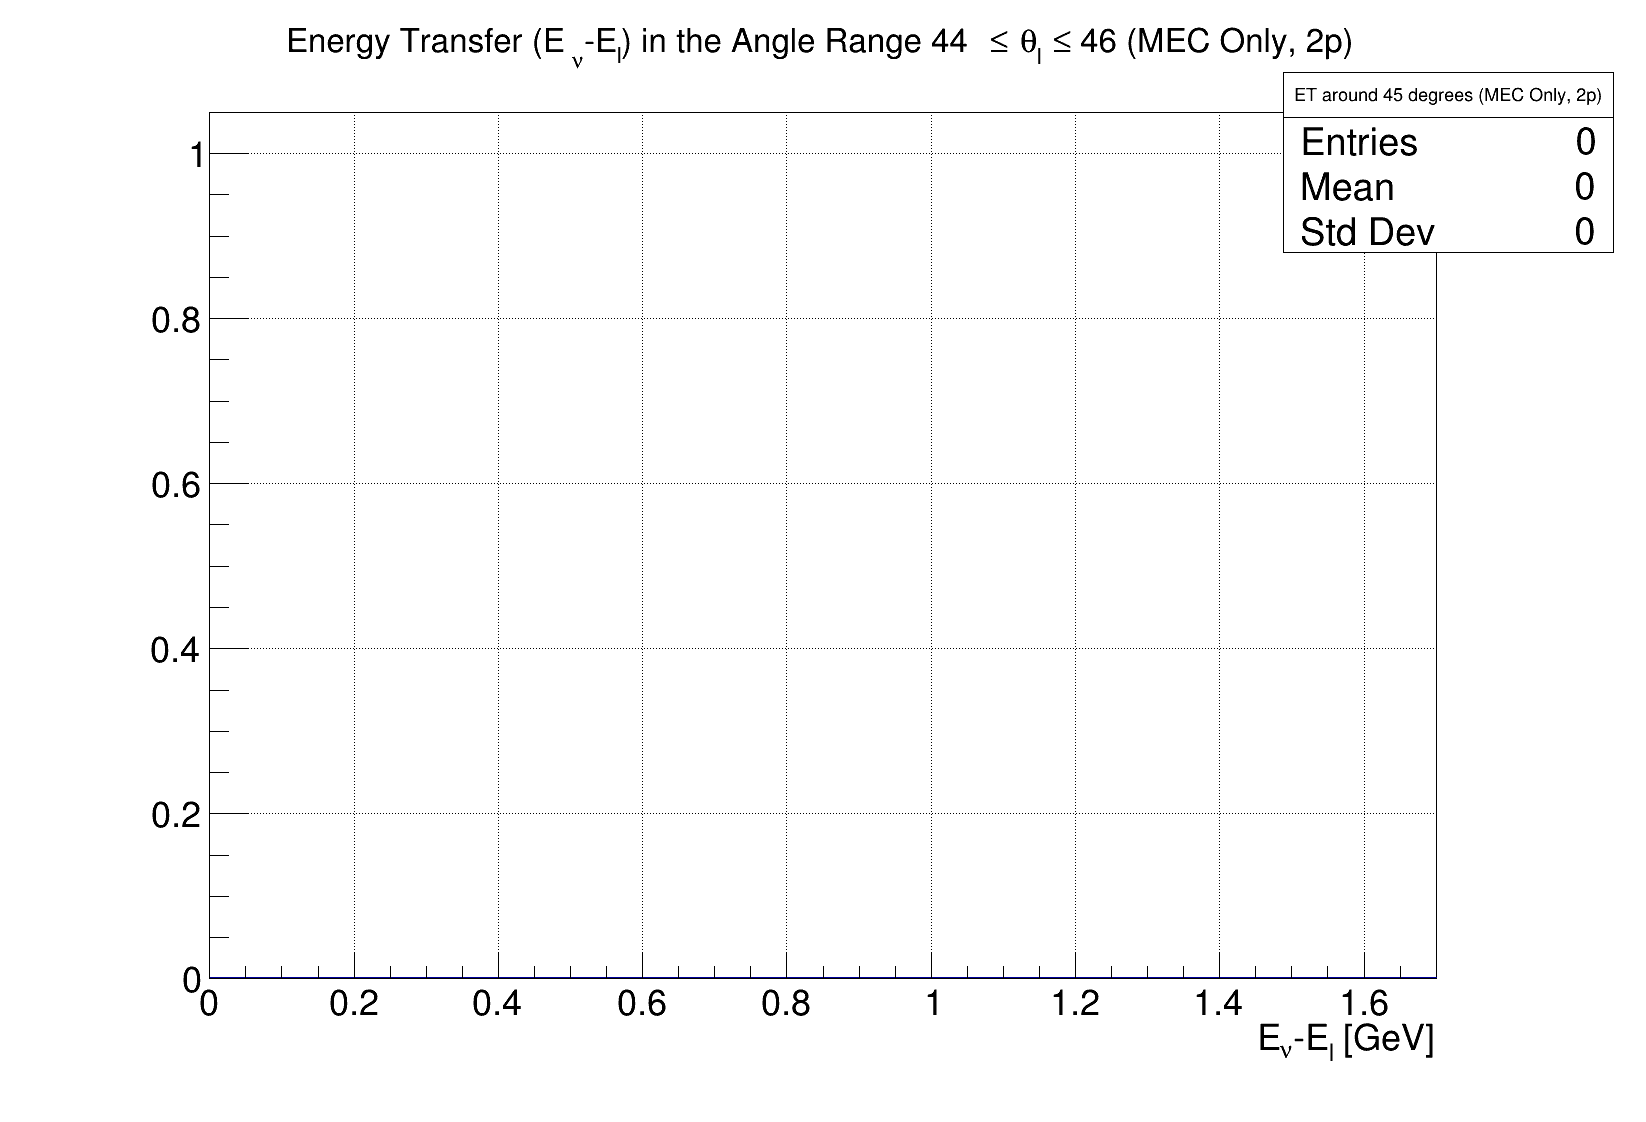 Energy Transfer (E ν-El) in the Angle Range 44 ≤ θl ≤ 46 (MEC Only, 2p)
ET around 45 degrees (MEC Only, 2p)
Entries 0
Mean 0
Std Dev 0
1
0.8
0.6
0.4
0.2
0
0 0.2 0.4 0.6 0.8 1 1.2 1.4 1.6
Eν-El [GeV]